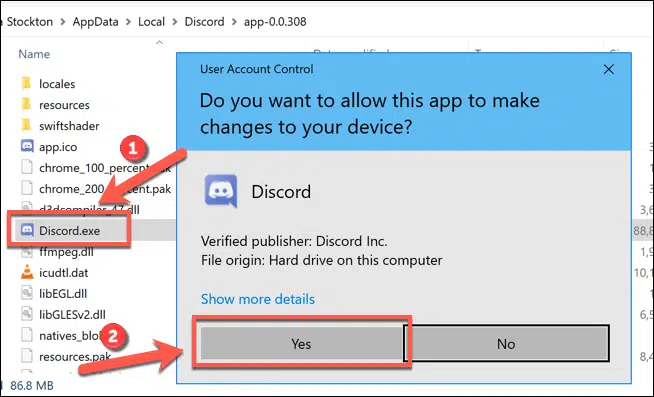 Stockton > AppData > Local > Discord > app-0.0.308
Name
locales
resources
swiftshader
app.ico
chrome_100_percent.pak
chrome_200_percent.pak
d3dcompiler_47.dll
Discord.exe
ffmpeg.dll
icudtl.dat
libEGL.dll
libGLESv2.dll
natives_blo
resources.pak
86.8 MB
1
2
User Account Control
Do you want to allow this app to make
changes to your device?
Discord
Verified publisher: Discord Inc.
File origin: Hard drive on this computer
Show more details
Yes
No
3
3,6
88,8
1,9
3,
8,4